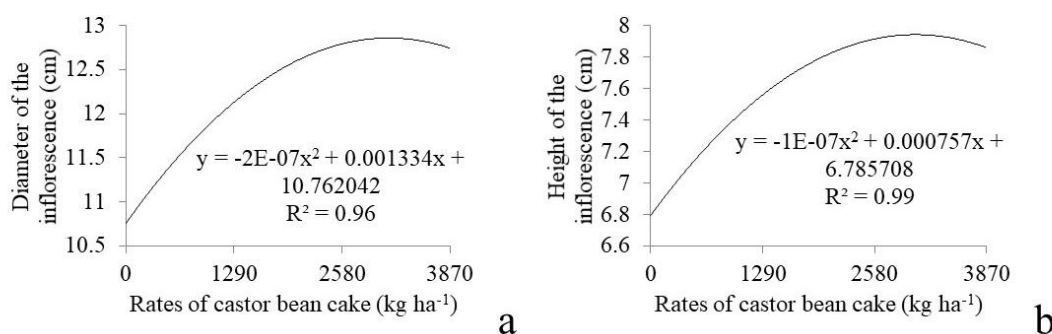 Diameter of the
inflorescence (cm)
13
12.5
12
11.5
11
10.5
y = -2E-07x² + 0.001334x +
10.762042
R² = 0.96
0 1290 2580 3870
Rates of castor bean cake (kg ha⁻¹)
a
Height of the
inflorescence (cm)
8
7.8
7.6
7.4
7.2
7
6.8
6.6
y = -1E-07x² + 0.000757x +
6.785708
R² = 0.99
0 1290 2580 3870
Rates of castor bean cake (kg ha⁻¹)
b